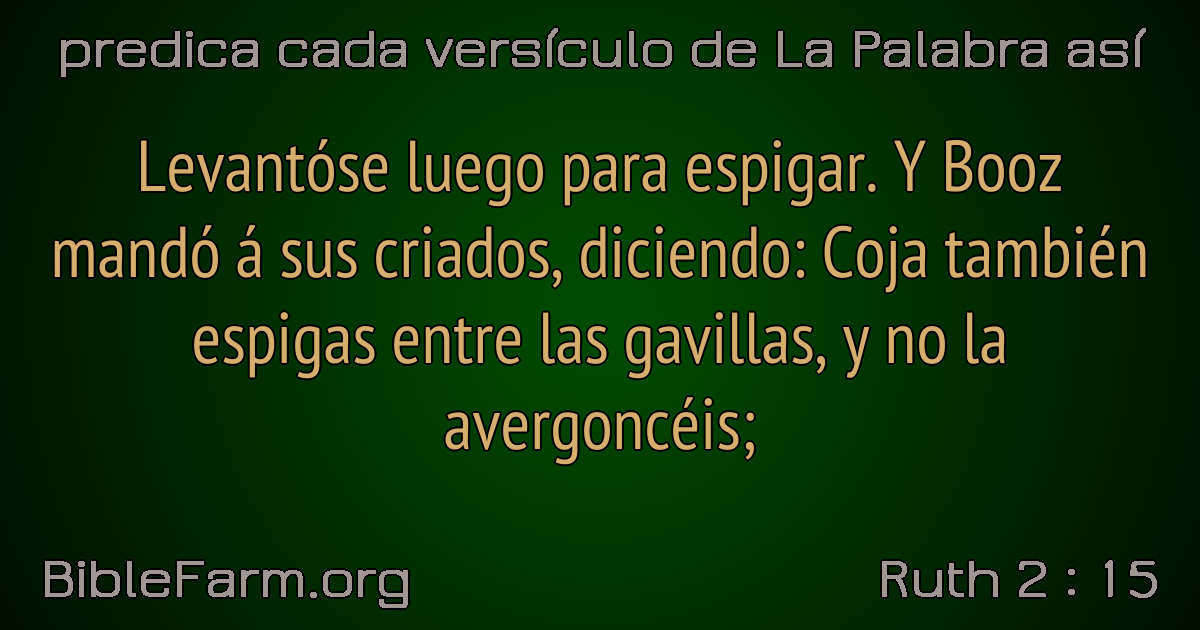 predica cada versículo de La Palabra así
Levantóse luego para espigar. Y Booz
mandó á sus criados, diciendo: Coja también
espigas entre las gavillas, y no la
avergoncéis;
BibleFarm.org
Ruth 2 : 15